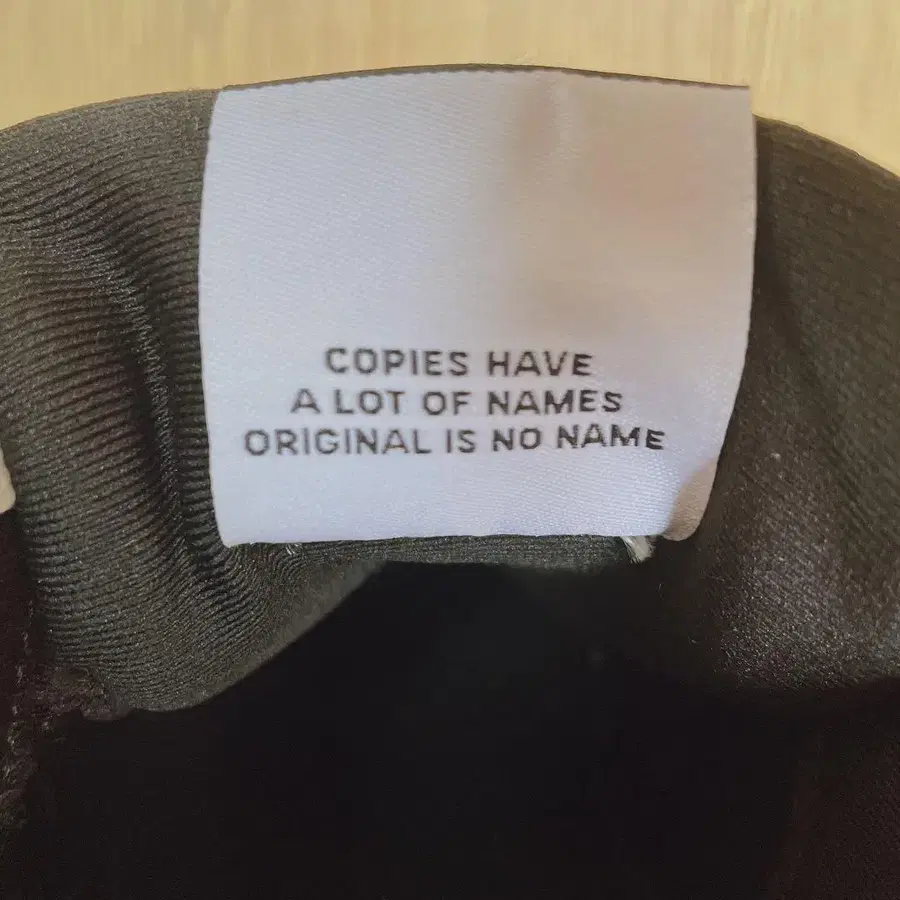 COPIES HAVE
A LOT OF NAMES
ORIGINAL IS NO NAME